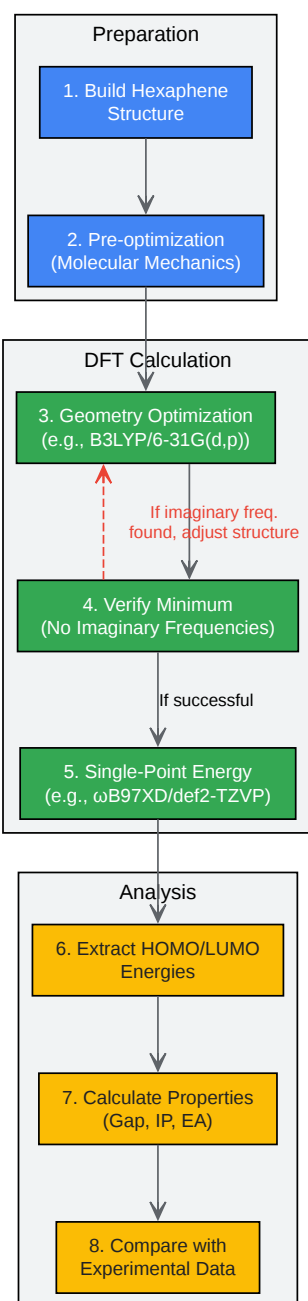 Preparation
1. Build Hexaphene
Structure
2. Pre-optimization
(Molecular Mechanics)
DFT Calculation
3. Geometry Optimization
(e.g., B3LYP/6-31G(d,p))
If imaginary freq.
found, adjust structure
4. Verify Minimum
(No Imaginary Frequencies)
If successful
5. Single-Point Energy
(e.g., ωB97XD/def2-TZVP)
Analysis
6. Extract HOMO/LUMO
Energies
7. Calculate Properties
(Gap, IP, EA)
8. Compare with
Experimental Data